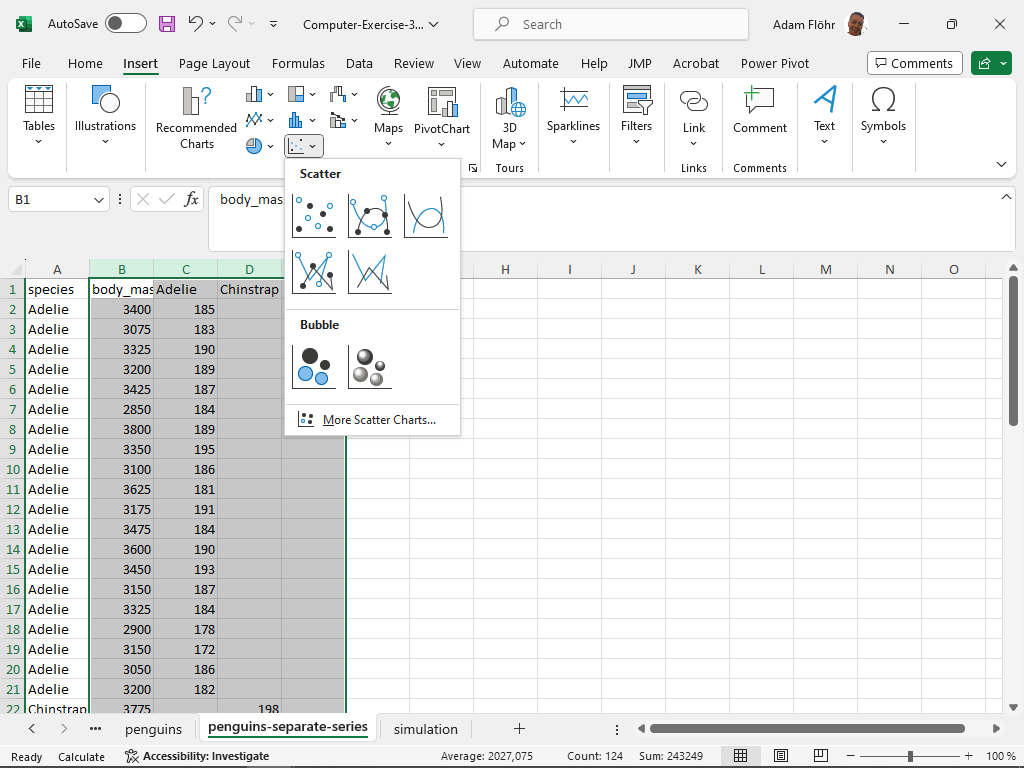 AutoSave
Computer-Exercise-3...
Search
Adam Flöhr
File Home Insert Page Layout Formulas Data Review View Automate Help JMP Acrobat Power Pivot Comments
Tables
Illustrations
Recommended
Charts
Maps
PivotChart
3D
Map
Tours
Sparklines
Filters
Link
Links
Comment
Comments
Text
Symbols
B1
fx
body_mas
Scatter
Bubble
More Scatter Charts...
A B C D H I J K L M N O
1 species body_mas Adelie Chinstrap
2 Adelie 3400 185
3 Adelie 3075 183
4 Adelie 3325 190
5 Adelie 3200 189
6 Adelie 3425 187
7 Adelie 2850 184
8 Adelie 3800 189
9 Adelie 3350 195
10 Adelie 3100 186
11 Adelie 3625 181
12 Adelie 3175 191
13 Adelie 3475 184
14 Adelie 3600 190
15 Adelie 3450 193
16 Adelie 3150 187
17 Adelie 3325 184
18 Adelie 2900 178
19 Adelie 3150 172
20 Adelie 3050 186
21 Adelie 3200 182
22 Chinstrap 3775 198
penguins penguins-separate-series simulation
Ready Calculate Accessibility: Investigate Average: 2027,075 Count: 124 Sum: 243249 100 %